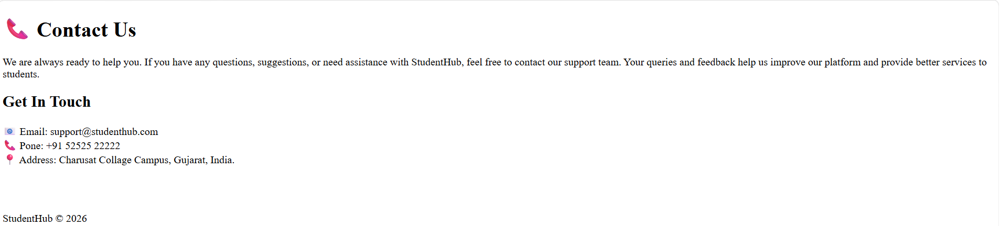 Contact Us
We are always ready to help you. If you have any questions, suggestions, or need assistance with StudentHub, feel free to contact our support team. Your queries and feedback help us improve our platform and provide better services to
students.
Get In Touch
Email: support@studenthub.com
Pone: +91 52525 22222
Address: Charusat Collage Campus, Gujarat, India.
StudentHub © 2026